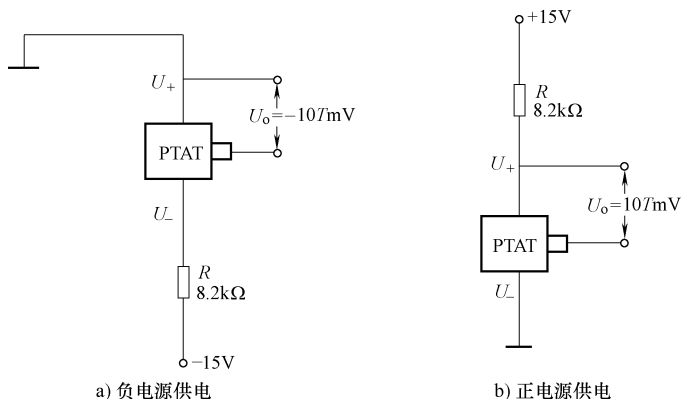 U₊
Uₒ=−10TmV
PTAT
U₋
R
8.2kΩ
−15V
a) 负电源供电
+15V
R
8.2kΩ
U₊
Uₒ=10TmV
PTAT
U₋
b) 正电源供电